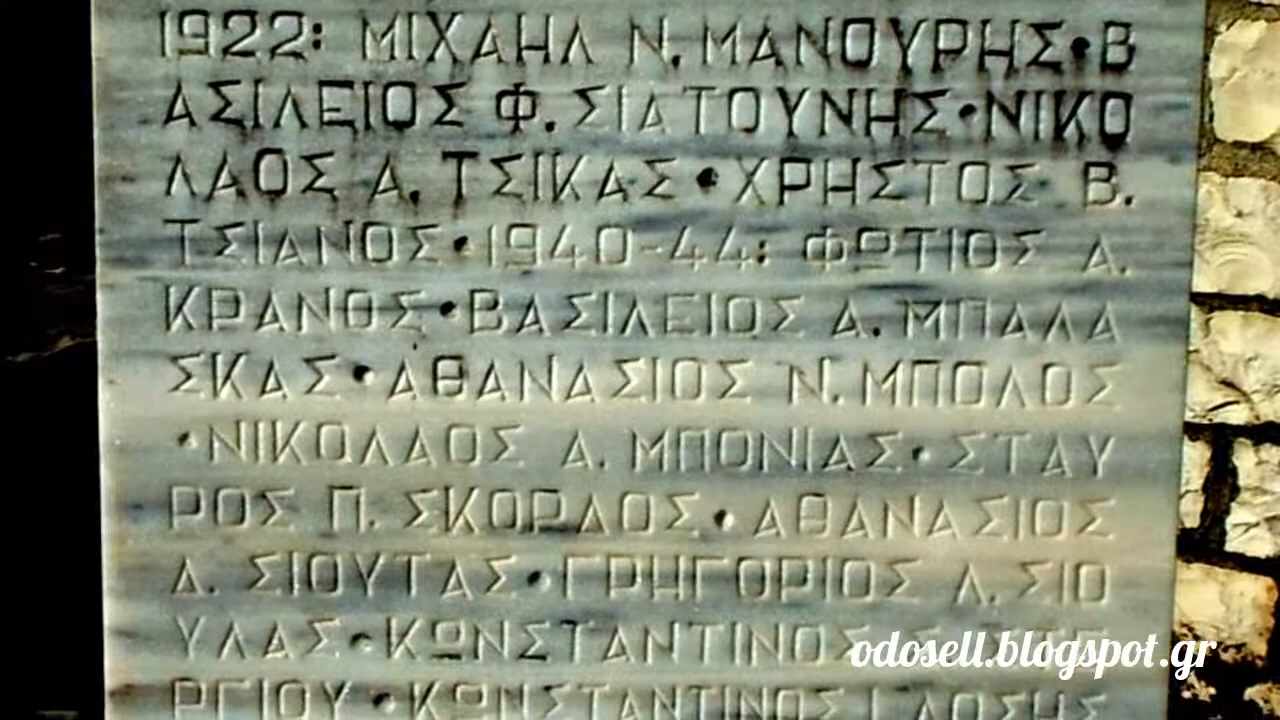 1922: ΜΙΧΑΗΛ Ν. ΜΑΝΟΥΡΗΣ•Β
ΑΣΙΛΕΙΟΣ Φ. ΣΙΑΤΟΥΝΗΣ•ΝΙΚΟ
ΛΑΟΣ Α. ΤΣΙΚΑΣ•ΧΡΗΣΤΟΣ Β.
ΤΣΙΑΝΟΣ•1940-44: ΦΩΤΙΟΣ Α.
ΚΡΑΝΟΣ•ΒΑΣΙΛΕΙΟΣ Α. ΜΠΑΛΑ
ΣΚΑΣ•ΑΘΑΝΑΣΙΟΣ Ν. ΜΠΟΛΟΣ
•ΝΙΚΟΛΑΟΣ Α. ΜΠΟΝΙΑΣ•ΣΤΑΥ
ΡΟΣ Π. ΣΚΟΡΔΟΣ•ΑΘΑΝΑΣΙΟΣ
Δ. ΣΙΟΥΤΑΣ•ΓΡΗΓΟΡΙΟΣ Λ. ΣΙΟ
ΥΛΑΣ•ΚΩΝΣΤΑΝΤΙΝΟΣ
ΡΓΙΟΥ•ΚΩΝΣΤΑΝΤΙΝΟΣ Ι.
odosell.blogspot.gr